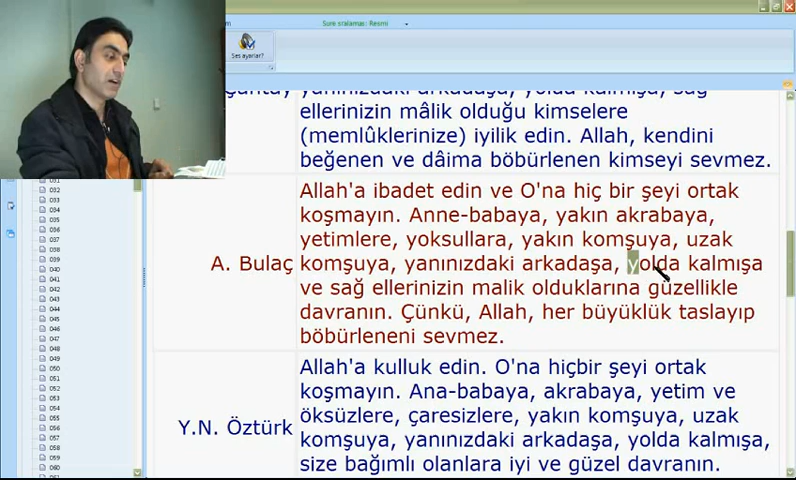 Sure sıralaması: Resmi
Ses ayarları?
yanınızdaki arkadaşa, yolda kalmışa, sağ
ellerinizin mâlik olduğu kimselere
(memlûklerinize) iyilik edin. Allah, kendini
beğenen ve dâima böbürlenen kimseyi sevmez.
A. Bulaç
Allah'a ibadet edin ve O'na hiç bir şeyi ortak
koşmayın. Anne-babaya, yakın akrabaya,
yetimlere, yoksullara, yakın komşuya, uzak
komşuya, yanınızdaki arkadaşa, yolda kalmışa
ve sağ ellerinizin malik olduklarına güzellikle
davranın. Çünkü, Allah, her büyüklük taslayıp
böbürleneni sevmez.
Y.N. Öztürk
Allah'a kulluk edin. O'na hiçbir şeyi ortak
koşmayın. Ana-babaya, akrabaya, yetim ve
öksüzlere, çaresizlere, yakın komşuya, uzak
komşuya, yanınızdaki arkadaşa, yolda kalmışa,
size bağımlı olanlara iyi ve güzel davranın.
031
032
033
034
035
036
037
038
039
040
041
042
043
044
045
046
047
048
049
050
051
052
053
054
055
056
057
058
059
060